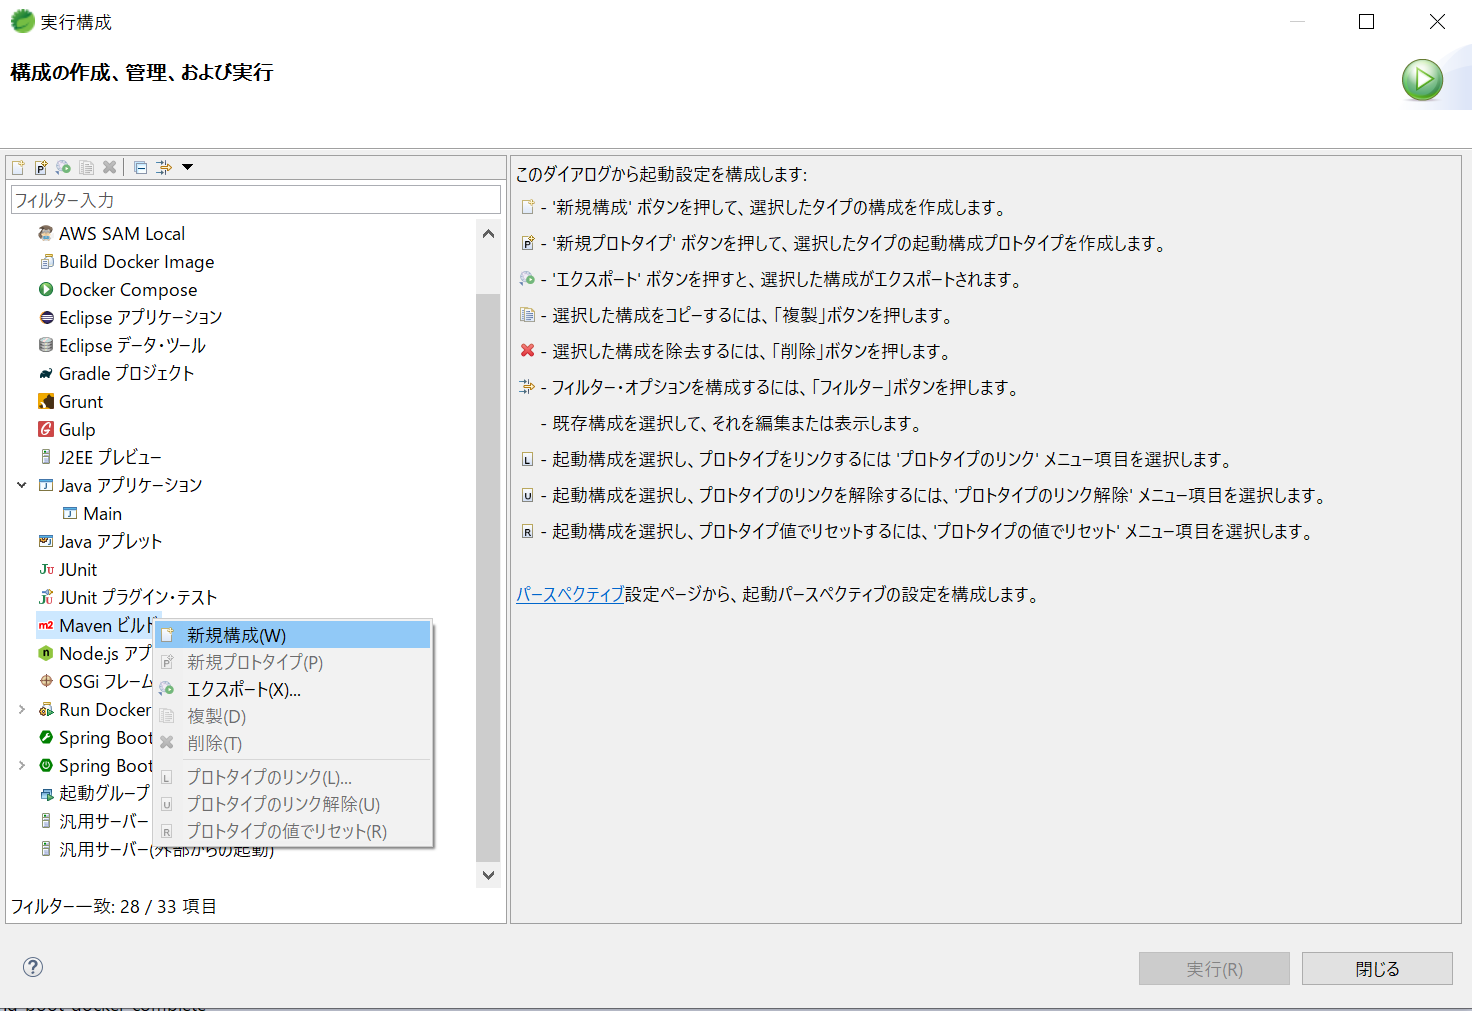 実行構成
構成の作成、管理、および実行
フィルター入力
AWS SAM Local
Build Docker Image
Docker Compose
Eclipse アプリケーション
Eclipse データ・ツール
Gradle プロジェクト
Grunt
Gulp
J2EE プレビュー
Java アプリケーション
Main
Java アプレット
JUnit
JUnit プラグイン・テスト
Maven ビルド
Node.js アプ
OSGi フレーム
Run Docker
Spring Boot
Spring Boot
起動グループ
汎用サーバー
汎用サーバー(外部からの起動)
フィルター一致: 28 / 33 項目
新規構成(W)
新規プロトタイプ(P)
エクスポート(X)...
複製(D)
削除(T)
プロトタイプのリンク(L)...
プロトタイプのリンク解除(U)
プロトタイプの値でリセット(R)
このダイアログから起動設定を構成します:
- '新規構成' ボタンを押して、選択したタイプの構成を作成します。
- '新規プロトタイプ' ボタンを押して、選択したタイプの起動構成プロトタイプを作成します。
- 'エクスポート' ボタンを押すと、選択した構成がエクスポートされます。
- 選択した構成をコピーするには、「複製」ボタンを押します。
- 選択した構成を除去するには、「削除」ボタンを押します。
- フィルター・オプションを構成するには、「フィルター」ボタンを押します。
- 既存構成を選択して、それを編集または表示します。
- 起動構成を選択し、プロトタイプをリンクするには 'プロトタイプのリンク' メニュー項目を選択します。
- 起動構成を選択し、プロトタイプのリンクを解除するには、'プロトタイプのリンク解除' メニュー項目を選択します。
- 起動構成を選択し、プロトタイプ値でリセットするには、'プロトタイプの値でリセット' メニュー項目を選択します。
パースペクティブ設定ページから、起動パースペクティブの設定を構成します。
実行(R)
閉じる